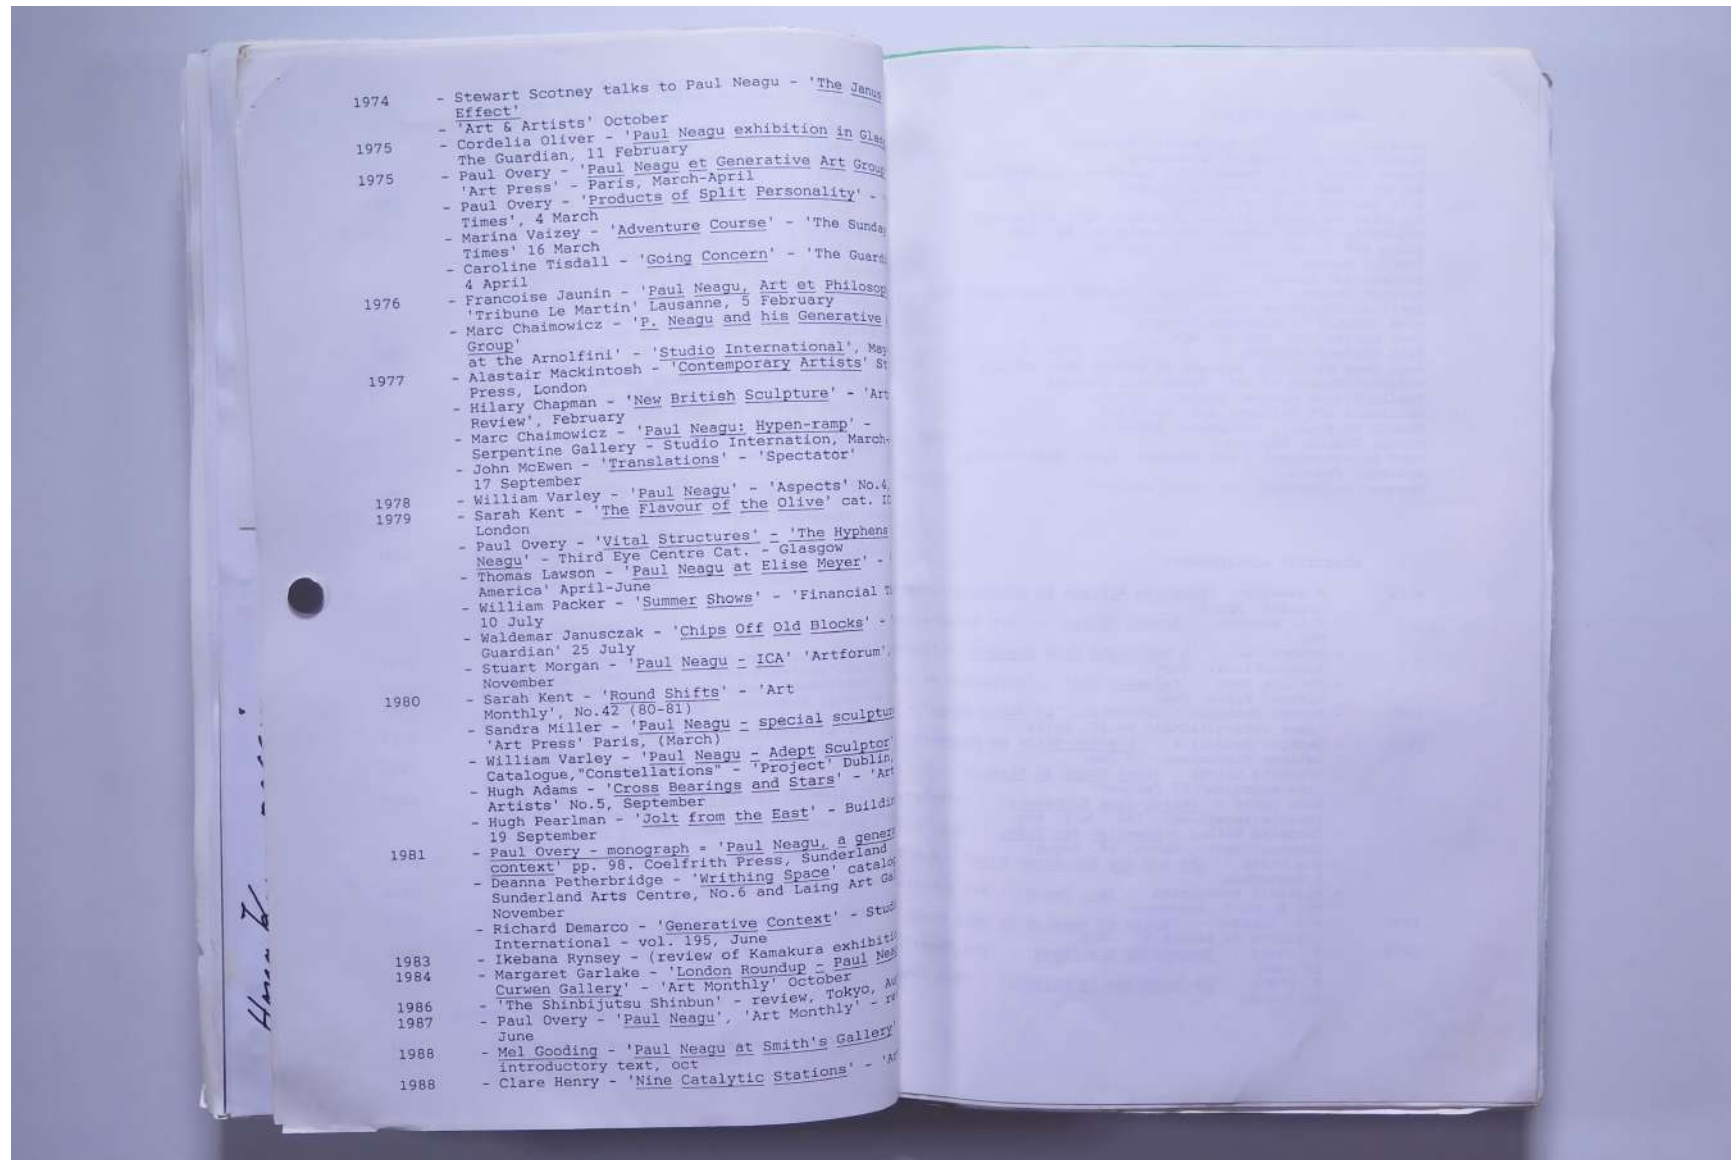 1974 - Stewart Scotney talks to Paul Neagu - 'The Janus
Effect'
- 'Art & Artists' October
1975 - Cordelia Oliver - 'Paul Neagu exhibition in
The Guardian, 11 February
1975 - Paul Overy - 'Paul Neagu et Generative Art Group
'Art Press' - Paris, March-April
- Paul Overy - 'Products of Split Personality' -
Times', 4 March
- Marina Vaizey - 'Adventure Course' - 'The Sunday
Times' 16 March
- Caroline Tisdall - 'Going Concern' - 'The
4 April
1976 - Francoise Jaunin - 'Paul Neagu, Art et
'Tribune Le Martin' Lausanne, 5 February
- Marc Chaimowicz - 'P. Neagu and his Generative
Group'
at the Arnolfini' - 'Studio International', May
1977 - Alastair Mackintosh - 'Contemporary Artists' St
Press, London
- Hilary Chapman - 'New British Sculpture' - 'Art
Review', February
- Marc Chaimowicz - 'Paul Neagu: Hypen-ramp' -
Serpentine Gallery - Studio Internation, March-
- John McEwen - 'Translations' - 'Spectator'
17 September
1978 - William Varley - 'Paul Neagu' - 'Aspects' No.4,
1979 - Sarah Kent - 'The Flavour of the Olive' cat.
London
- Paul Overy - 'Vital Structures' - 'The Hyphens
Neagu' - Third Eye Centre Cat. - Glasgow
- Thomas Lawson - 'Paul Neagu at Elise Meyer' -
America' April-June
- William Packer - 'Summer Shows' - 'Financial
10 July
- Waldemar Janusczak - 'Chips Off Old Blocks' -
Guardian' 25 July
- Stuart Morgan - 'Paul Neagu - ICA' 'Artforum',
November
1980 - Sarah Kent - 'Round Shifts' - 'Art
Monthly', No.42 (80-81)
- Sandra Miller - 'Paul Neagu - special
'Art Press' Paris, (March)
- William Varley - 'Paul Neagu - Adept Sculptor'
Catalogue,"Constellations" - 'Project' Dublin,
- Hugh Adams - 'Cross Bearings and Stars' - 'Art
Artists' No.5, September
- Hugh Pearlman - 'Jolt from the East' -
19 September
1981 - Paul Overy - monograph = 'Paul Neagu, a
context' pp. 98. Coelfrith Press, Sunderland
- Deanna Petherbridge - 'Writhing Space'
Sunderland Arts Centre, No.6 and Laing Art
November
- Richard Demarco - 'Generative Context' -
International - vol. 195, June
1983 - Ikebana Rynsey - (review of Kamakura
1984 - Margaret Garlake - 'London Roundup - Paul
Curwen Gallery' - 'Art Monthly' October
1986 - 'The Shinbijutsu Shinbun' - review, Tokyo,
1987 - Paul Overy - 'Paul Neagu', 'Art Monthly' -
June
1988 - Mel Gooding - 'Paul Neagu at Smith's Gallery'
introductory text, oct
1988 - Clare Henry - 'Nine Catalytic Stations' -